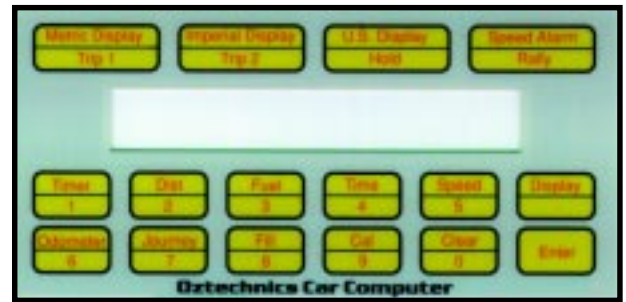 Metric Display Imperial Display U.S. Display Speed Alarm
Trip 1 Trip 2 Hold Rally
Timer Dist Fuel Time Speed Display
1 2 3 4 5
Odometer Journey Fill Cal Clear Enter
6 7 8 9 0
Oztechnics Car Computer